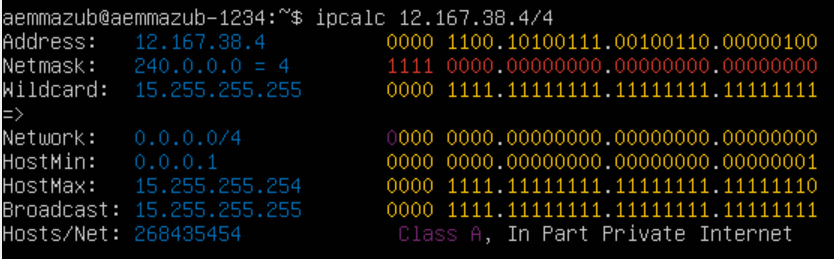 aemmazub@aemmazub-1234:~$ ipcalc 12.167.38.4/4
Address: 12.167.38.4 0000 1100.10100111.00100110.00000100
Netmask: 240.0.0.0 = 4 1111 0000.00000000.00000000.00000000
Wildcard: 15.255.255.255 0000 1111.11111111.11111111.11111111
=>
Network: 0.0.0.0/4 0000 0000.00000000.00000000.00000000
HostMin: 0.0.0.1 0000 0000.00000000.00000000.00000001
HostMax: 15.255.255.254 0000 1111.11111111.11111111.11111110
Broadcast: 15.255.255.255 0000 1111.11111111.11111111.11111111
Hosts/Net: 268435454 Class A, In Part Private Internet